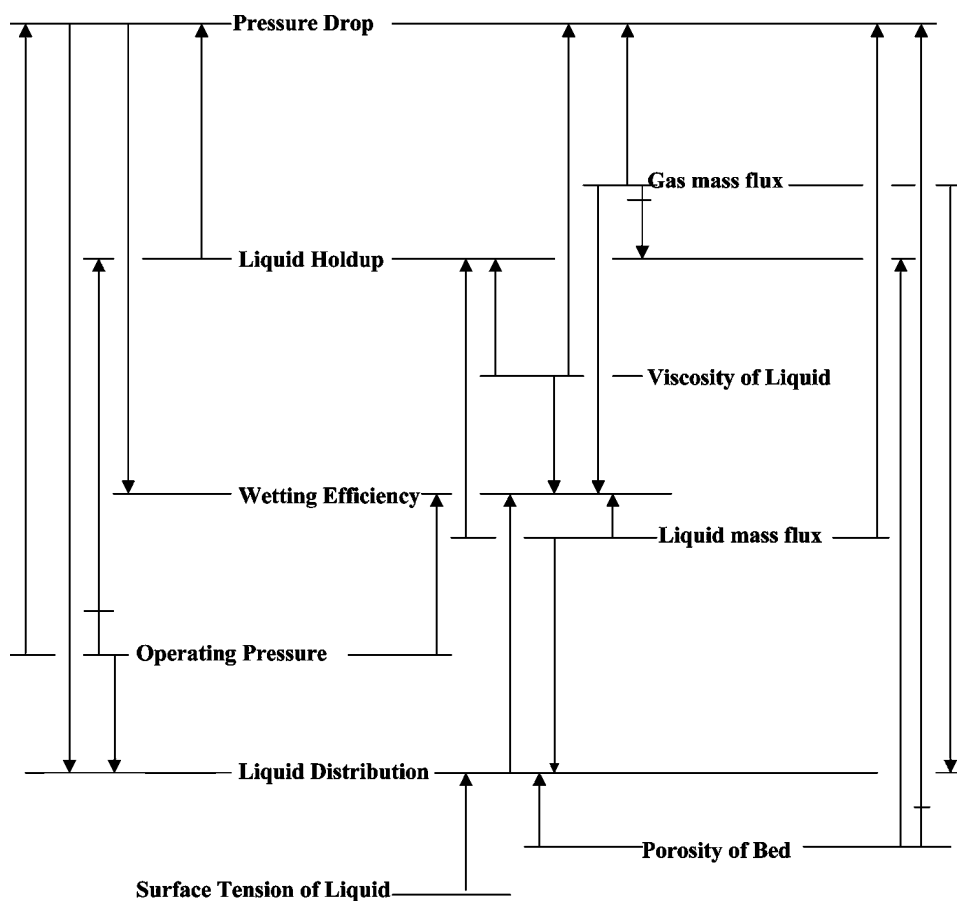 Pressure Drop
Gas mass flux
Liquid Holdup
Viscosity of Liquid
Wetting Efficiency
Liquid mass flux
Operating Pressure
Liquid Distribution
Porosity of Bed
Surface Tension of Liquid